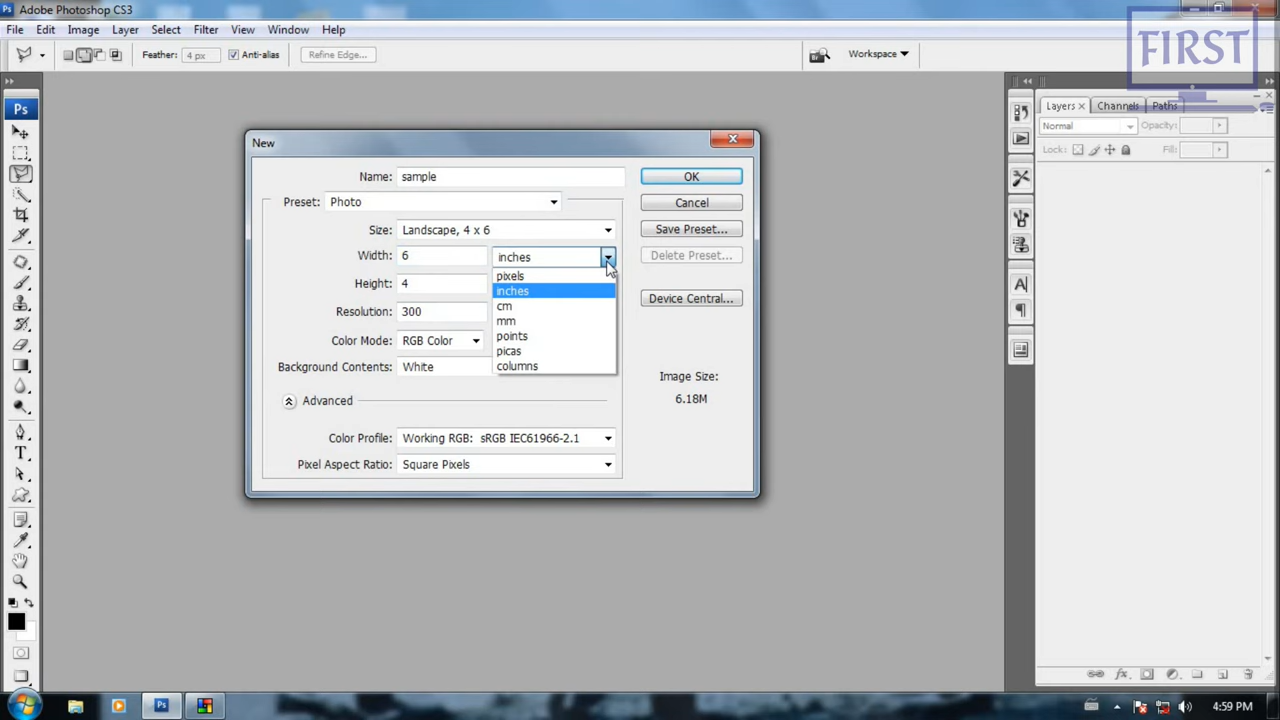 Adobe Photoshop CS3
File Edit Image Layer Select Filter View Window Help
Feather: 4 px Anti-alias Refine Edge... Workspace
FIRST
Ps
Layers Channels Paths
Normal Opacity:
Lock: Fill:
New
Name: sample OK
Preset: Photo Cancel
Size: Landscape, 4 x 6 Save Preset...
Width: 6 inches Delete Preset...
pixels
Height: 4 inches Device Central...
cm
Resolution: 300 mm
Color Mode: RGB Color points
picas
Background Contents: White columns
Image Size:
6.18M
Advanced
Color Profile: Working RGB: sRGB IEC61966-2.1
Pixel Aspect Ratio: Square Pixels
T
A
Ps
4:59 PM